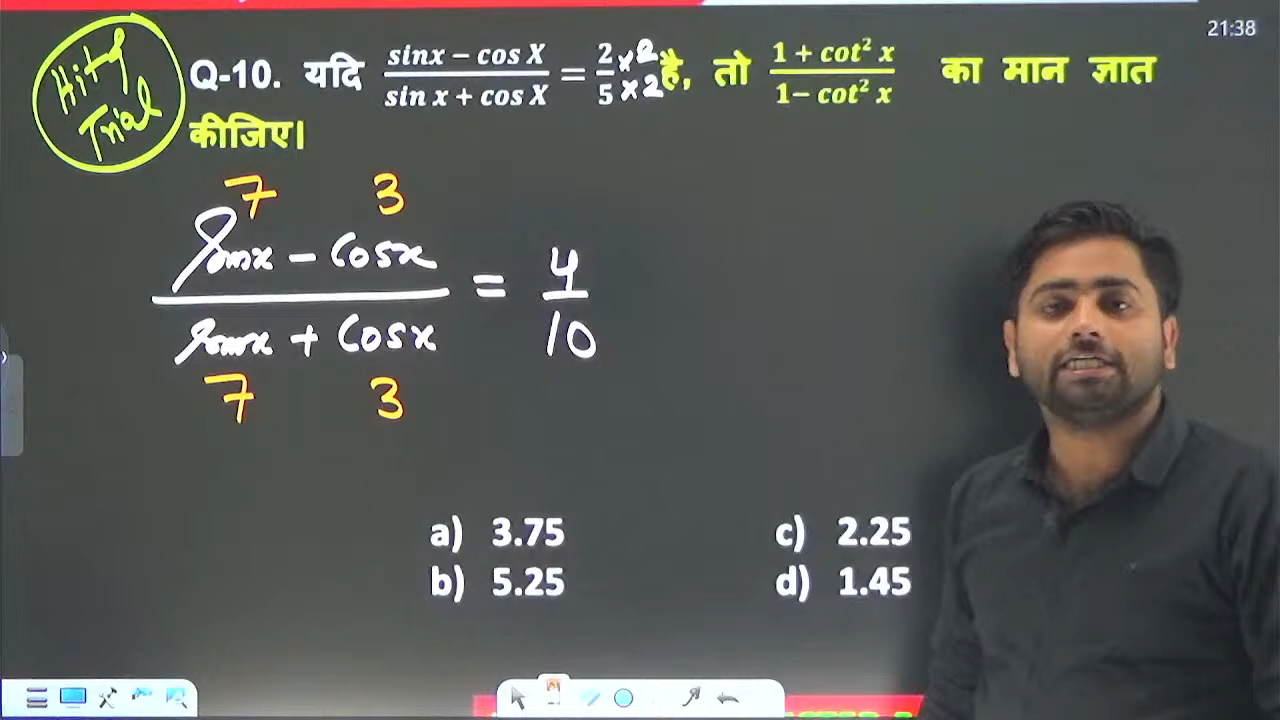 21:38
Hit &
Trial
Q-10. यदि (sinx − cos X)/(sin x + cos X) = 2/5 ×2/×2 है, तो (1 + cot² x)/(1− cot² x) का मान ज्ञात
कीजिए।
7 3
sinx − cosx
sinx + cosx
= 4/10
7 3
a) 3.75 c) 2.25
b) 5.25 d) 1.45